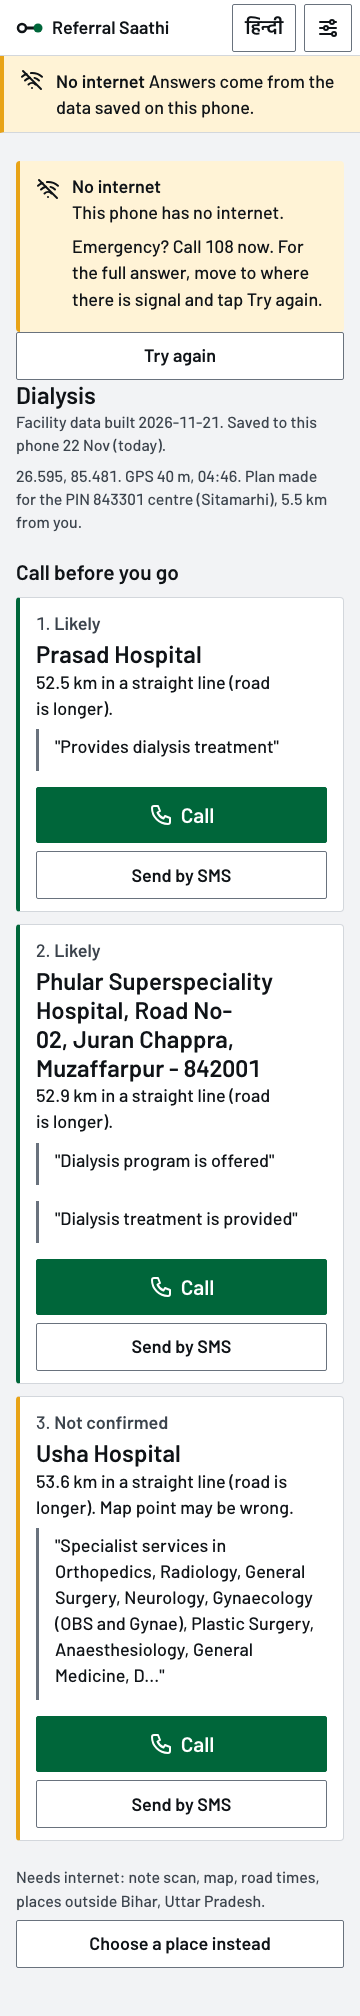 Referral Saathi
हिन्दी
No internet Answers come from the
data saved on this phone.
No internet
This phone has no internet.
Emergency? Call 108 now. For
the full answer, move to where
there is signal and tap Try again.
Try again
Dialysis
Facility data built 2026-11-21. Saved to this
phone 22 Nov (today).
26.595, 85.481. GPS 40 m, 04:46. Plan made
for the PIN 843301 centre (Sitamarhi), 5.5 km
from you.
Call before you go
1. Likely
Prasad Hospital
52.5 km in a straight line (road
is longer).
"Provides dialysis treatment"
Call
Send by SMS
2. Likely
Phular Superspeciality
Hospital, Road No-
02, Juran Chappra,
Muzaffarpur - 842001
52.9 km in a straight line (road
is longer).
"Dialysis program is offered"
"Dialysis treatment is provided"
Call
Send by SMS
3. Not confirmed
Usha Hospital
53.6 km in a straight line (road is
longer). Map point may be wrong.
"Specialist services in
Orthopedics, Radiology, General
Surgery, Neurology, Gynaecology
(OBS and Gynae), Plastic Surgery,
Anaesthesiology, General
Medicine, D..."
Call
Send by SMS
Needs internet: note scan, map, road times,
places outside Bihar, Uttar Pradesh.
Choose a place instead